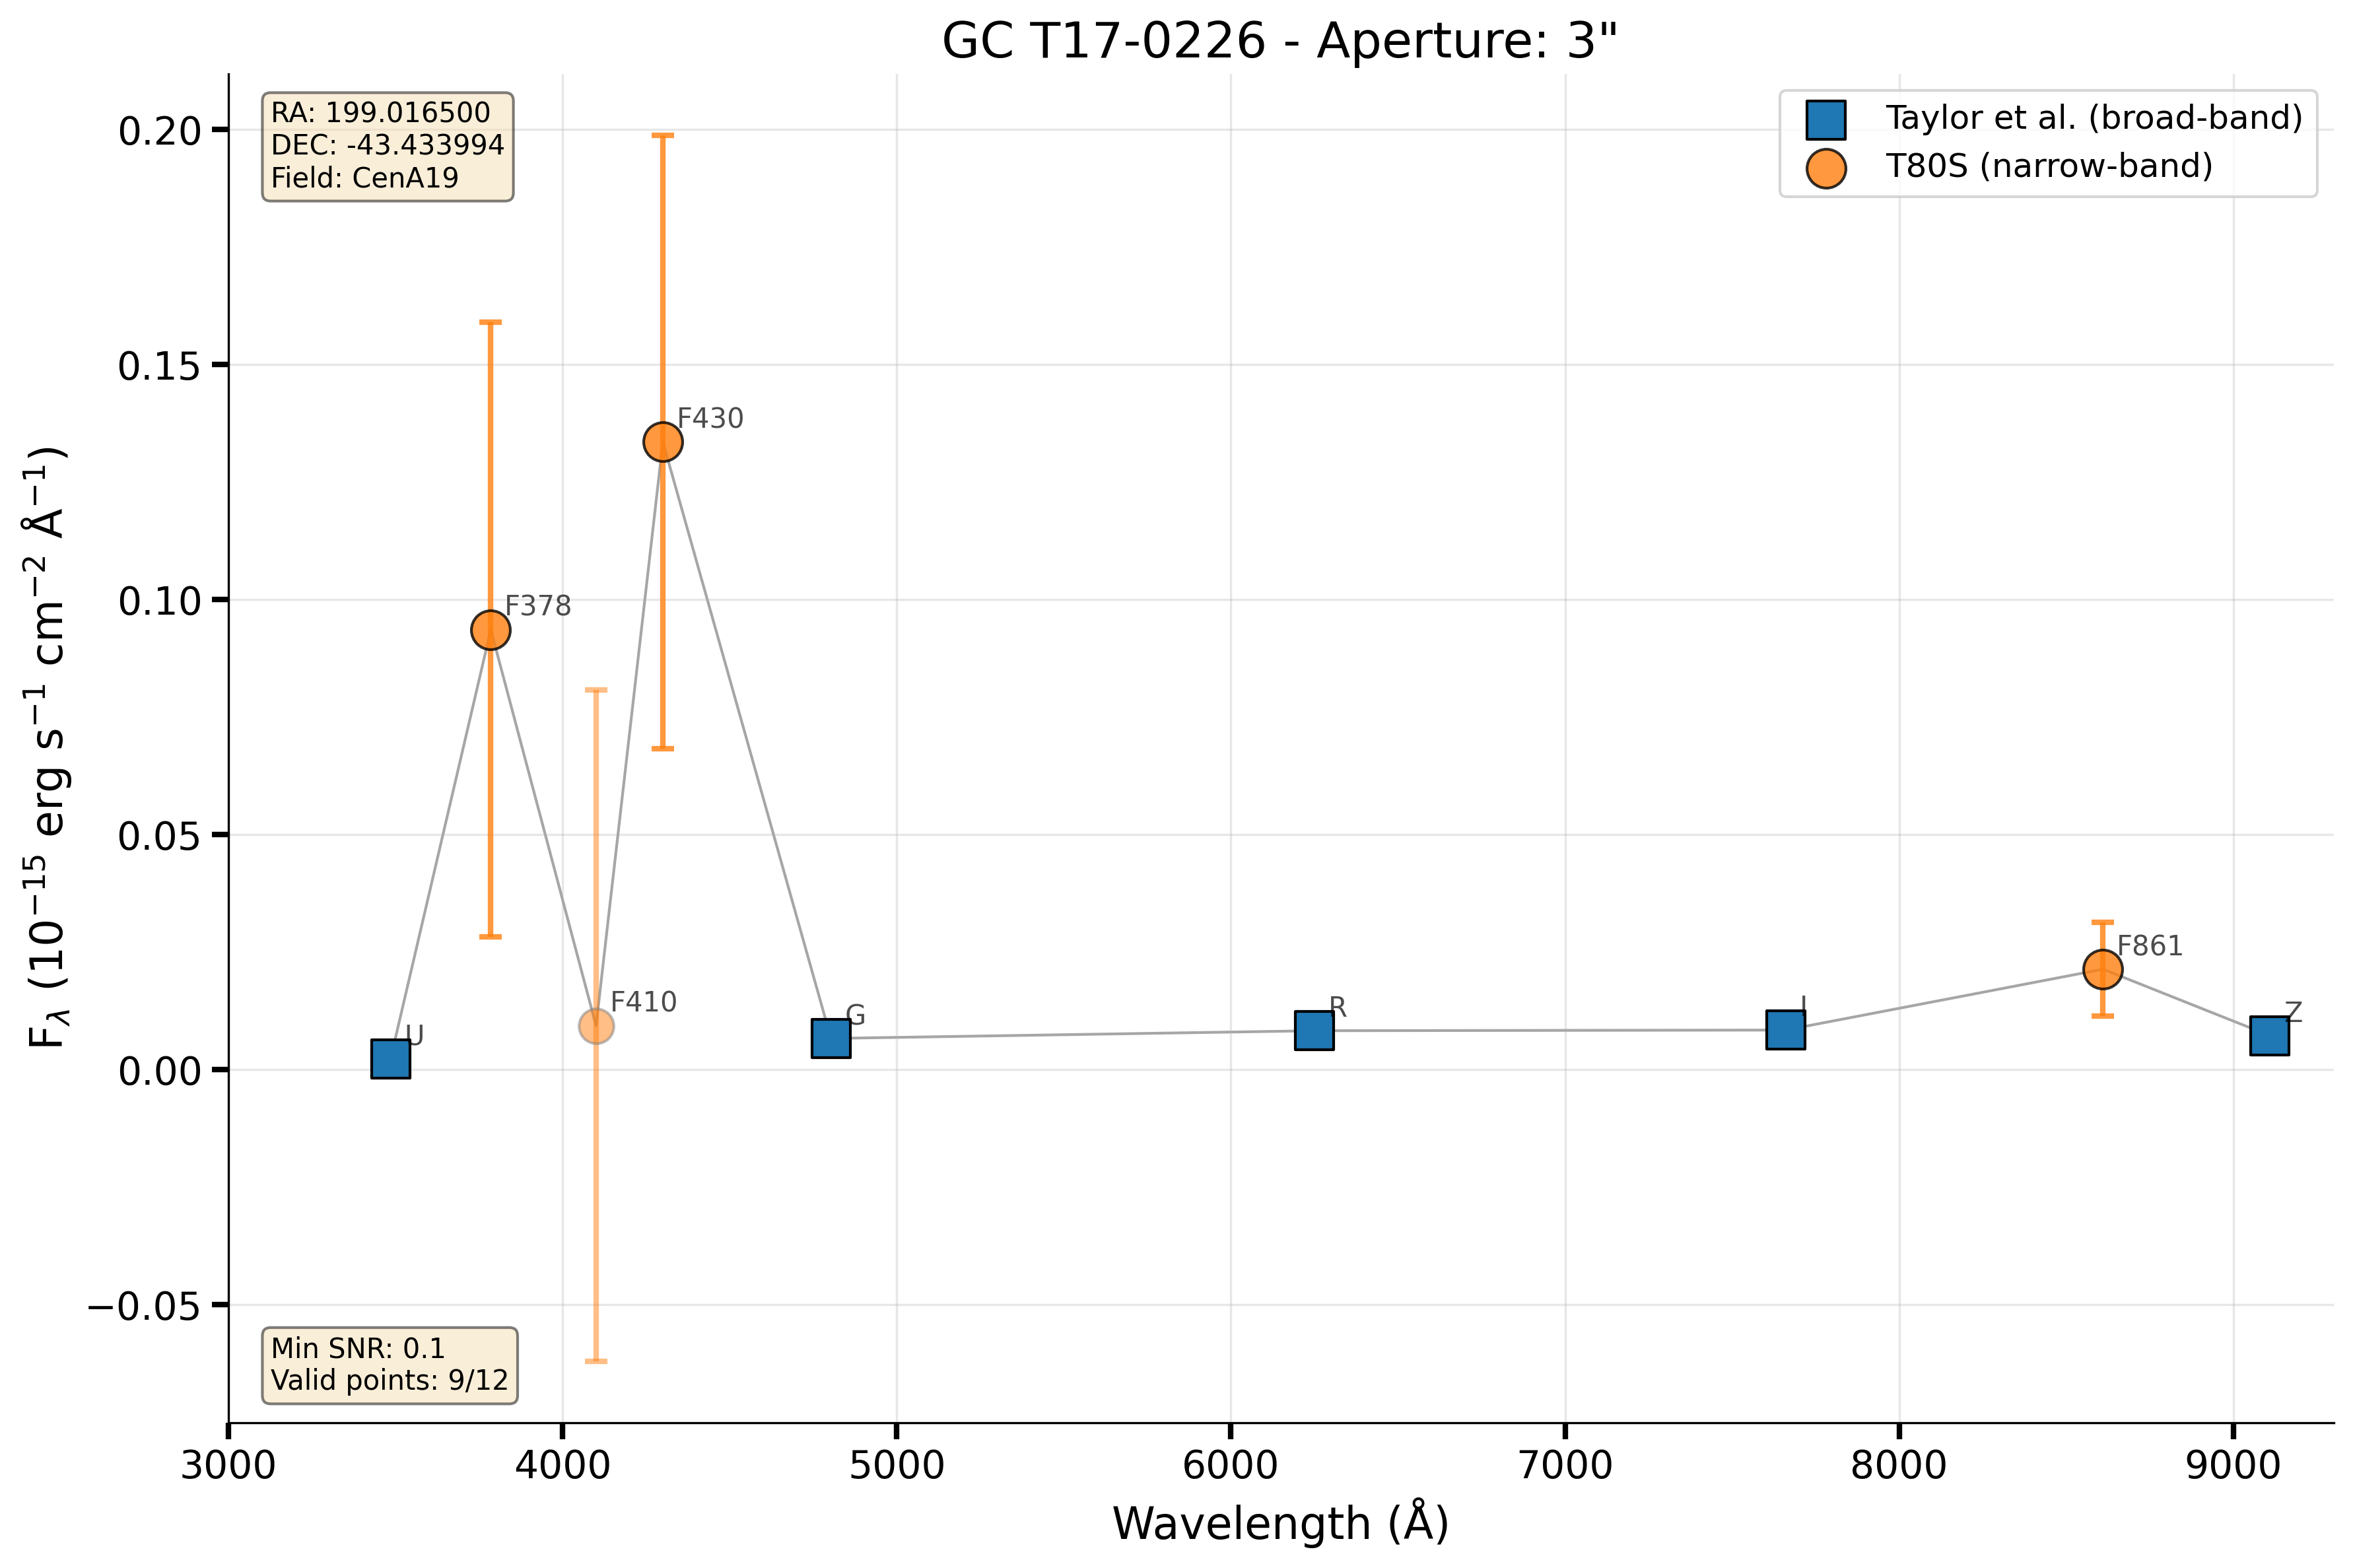 GC T17-0226 - Aperture: 3"
RA: 199.016500
DEC: -43.433994
Field: CenA19
Taylor et al. (broad-band)
T80S (narrow-band)
F_λ (10⁻¹⁵ erg s⁻¹ cm⁻² Å⁻¹)
0.20
0.15
0.10
0.05
0.00
−0.05
U
F378
F410
F430
G
R
I
F861
Z
Min SNR: 0.1
Valid points: 9/12
3000 4000 5000 6000 7000 8000 9000
Wavelength (Å)